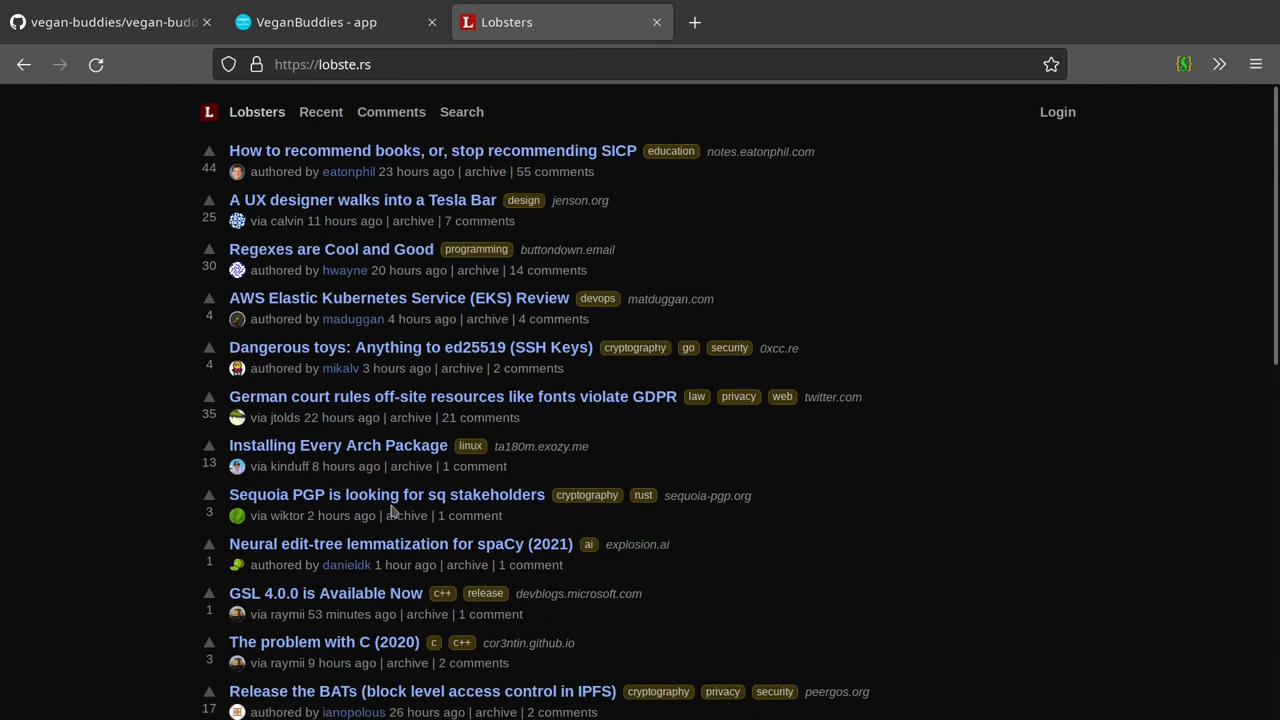 vegan-buddies/vegan-budd
VeganBuddies - app
L Lobsters
https://lobste.rs
L Lobsters Recent Comments Search Login
How to recommend books, or, stop recommending SICP education notes.eatonphil.com
44 authored by eatonphil 23 hours ago | archive | 55 comments
A UX designer walks into a Tesla Bar design jenson.org
25 via calvin 11 hours ago | archive | 7 comments
Regexes are Cool and Good programming buttondown.email
30 authored by hwayne 20 hours ago | archive | 14 comments
AWS Elastic Kubernetes Service (EKS) Review devops matduggan.com
4 authored by maduggan 4 hours ago | archive | 4 comments
Dangerous toys: Anything to ed25519 (SSH Keys) cryptography go security 0xcc.re
4 authored by mikalv 3 hours ago | archive | 2 comments
German court rules off-site resources like fonts violate GDPR law privacy web twitter.com
35 via jtolds 22 hours ago | archive | 21 comments
Installing Every Arch Package linux ta180m.exozy.me
13 via kinduff 8 hours ago | archive | 1 comment
Sequoia PGP is looking for sq stakeholders cryptography rust sequoia-pgp.org
3 via wiktor 2 hours ago | archive | 1 comment
Neural edit-tree lemmatization for spaCy (2021) ai explosion.ai
1 authored by danieldk 1 hour ago | archive | 1 comment
GSL 4.0.0 is Available Now c++ release devblogs.microsoft.com
1 via raymii 53 minutes ago | archive | 1 comment
The problem with C (2020) c c++ cor3ntin.github.io
3 via raymii 9 hours ago | archive | 2 comments
Release the BATs (block level access control in IPFS) cryptography privacy security peergos.org
17 authored by ianopolous 26 hours ago | archive | 2 comments